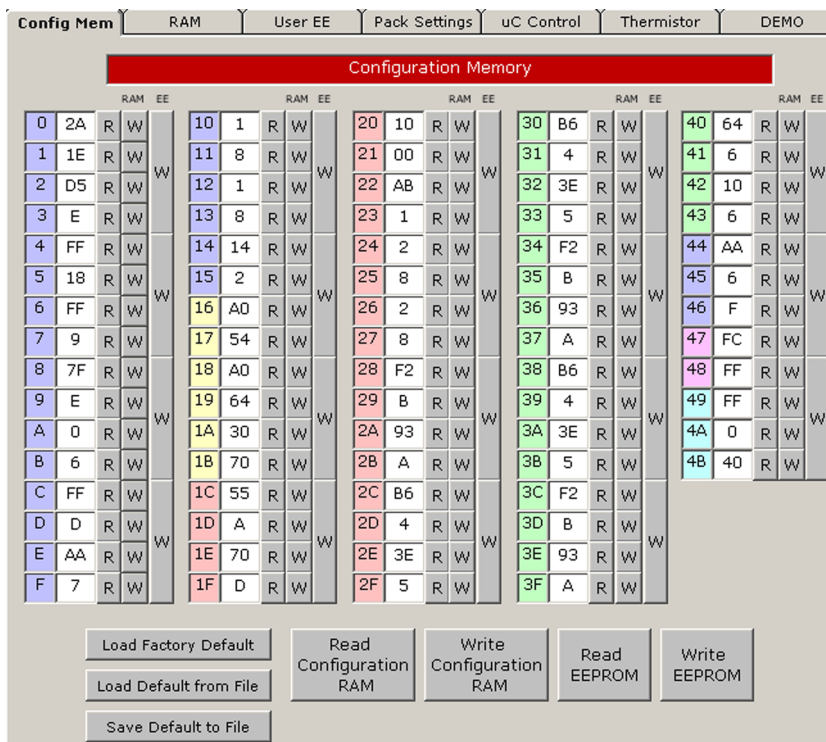 Config Mem RAM User EE Pack Settings uC Control Thermistor DEMO
Configuration Memory
RAM EE RAM EE RAM EE RAM EE RAM EE
0 2A R W 10 1 R W 20 10 R W 30 B6 R W 40 64 R W
1 1E R W 11 8 R W 21 00 R W 31 4 R W 41 6 R W
W W W W W
2 D5 R W 12 1 R W 22 AB R W 32 3E R W 42 10 R W
3 E R W 13 8 R W 23 1 R W 33 5 R W 43 6 R W
4 FF R W 14 14 R W 24 2 R W 34 F2 R W 44 AA R W
5 18 R W 15 2 R W 25 8 R W 35 B R W 45 6 R W
W W W W W
6 FF R W 16 A0 R W 26 2 R W 36 93 R W 46 F R W
7 9 R W 17 54 R W 27 8 R W 37 A R W 47 FC R W
8 7F R W 18 A0 R W 28 F2 R W 38 B6 R W 48 FF R W
9 E R W 19 64 R W 29 B R W 39 4 R W 49 FF R W
W W W W W
A 0 R W 1A 30 R W 2A 93 R W 3A 3E R W 4A 0 R W
B 6 R W 1B 70 R W 2B A R W 3B 5 R W 4B 40 R W
C FF R W 1C 55 R W 2C B6 R W 3C F2 R W
D D R W 1D A R W 2D 4 R W 3D B R W
W W W W
E AA R W 1E 70 R W 2E 3E R W 3E 93 R W
F 7 R W 1F D R W 2F 5 R W 3F A R W
Load Factory Default
Load Default from File
Save Default to File
Read
Configuration
RAM
Write
Configuration
RAM
Read
EEPROM
Write
EEPROM